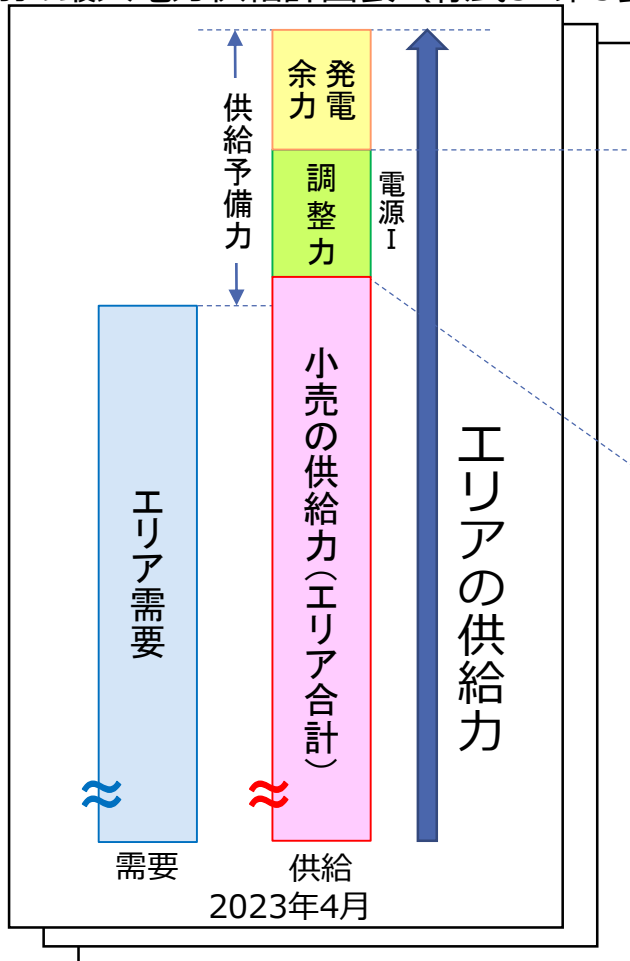 発電
余力
供給予備力
調整力
電源Ⅰ
小売の供給力(エリア合計)
エリア需要
エリアの供給力
需要
供給
2023年4月